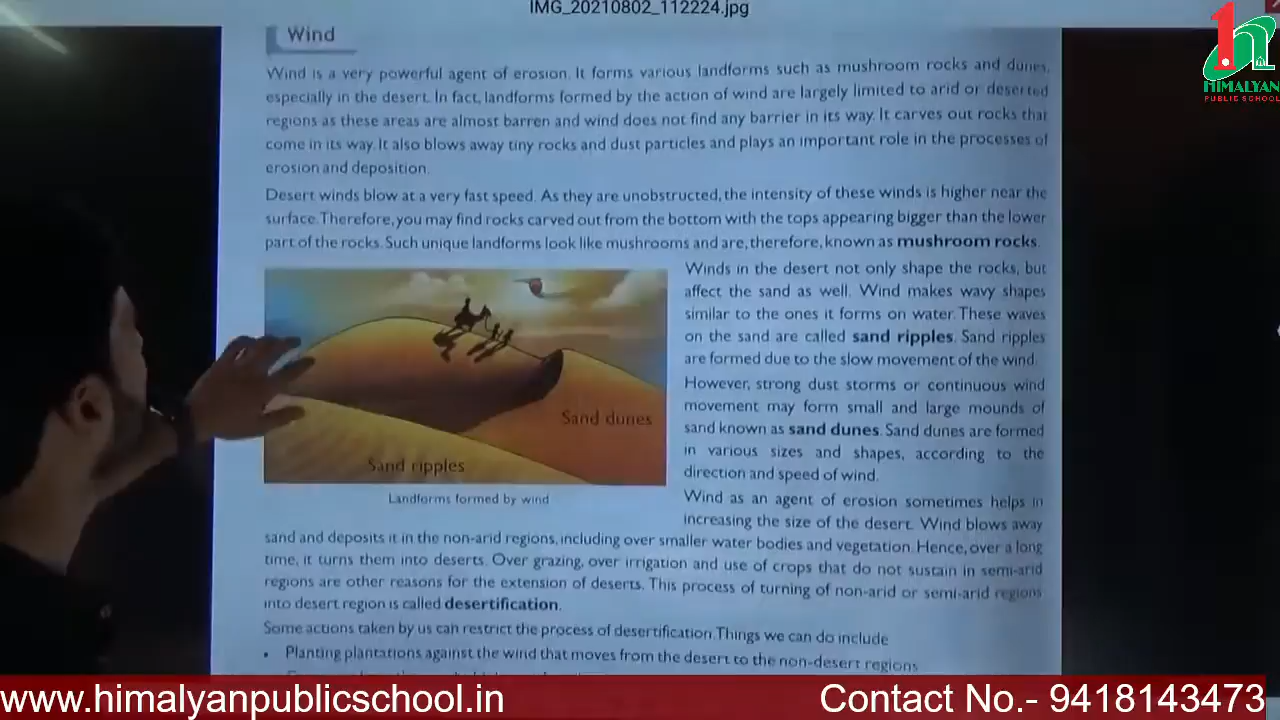 IMG_20210802_112224.jpg
HIMALYAN
PUBLIC SCHOOL
Wind
Wind is a very powerful agent of erosion. It forms various landforms such as mushroom rocks and dunes,
especially in the desert. In fact, landforms formed by the action of wind are largely limited to arid or deserted
regions as these areas are almost barren and wind does not find any barrier in its way. It carves out rocks that
come in its way. It also blows away tiny rocks and dust particles and plays an important role in the processes of
erosion and deposition.
Desert winds blow at a very fast speed. As they are unobstructed, the intensity of these winds is higher near the
surface. Therefore, you may find rocks carved out from the bottom with the tops appearing bigger than the lower
part of the rocks. Such unique landforms look like mushrooms and are, therefore, known as mushroom rocks.
Sand dunes
Sand ripples
Landforms formed by wind
Winds in the desert not only shape the rocks, but
affect the sand as well. Wind makes wavy shapes
similar to the ones it forms on water. These waves
on the sand are called sand ripples. Sand ripples
are formed due to the slow movement of the wind.
However, strong dust storms or continuous wind
movement may form small and large mounds of
sand known as sand dunes. Sand dunes are formed
in various sizes and shapes, according to the
direction and speed of wind.
Wind as an agent of erosion sometimes helps in
increasing the size of the desert. Wind blows away
sand and deposits it in the non-arid regions, including over smaller water bodies and vegetation. Hence, over a long
time, it turns them into deserts. Over grazing, over irrigation and use of crops that do not sustain in semi-arid
regions are other reasons for the extension of deserts. This process of turning of non-arid or semi-arid regions
into desert region is called desertification.
Some actions taken by us can restrict the process of desertification. Things we can do include
• Planting plantations against the wind that moves from the desert to the non-desert regions
www.himalyanpublicschool.in
Contact No.- 9418143473